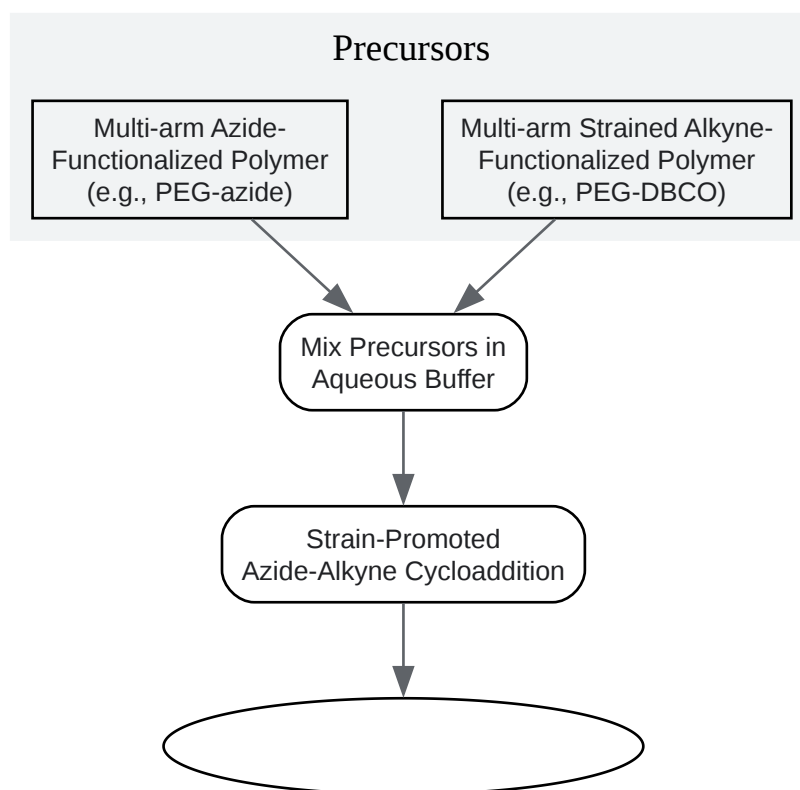 Precursors
Multi-arm Azide-
Functionalized Polymer
(e.g., PEG-azide)
Multi-arm Strained Alkyne-
Functionalized Polymer
(e.g., PEG-DBCO)
Mix Precursors in
Aqueous Buffer
Strain-Promoted
Azide-Alkyne Cycloaddition